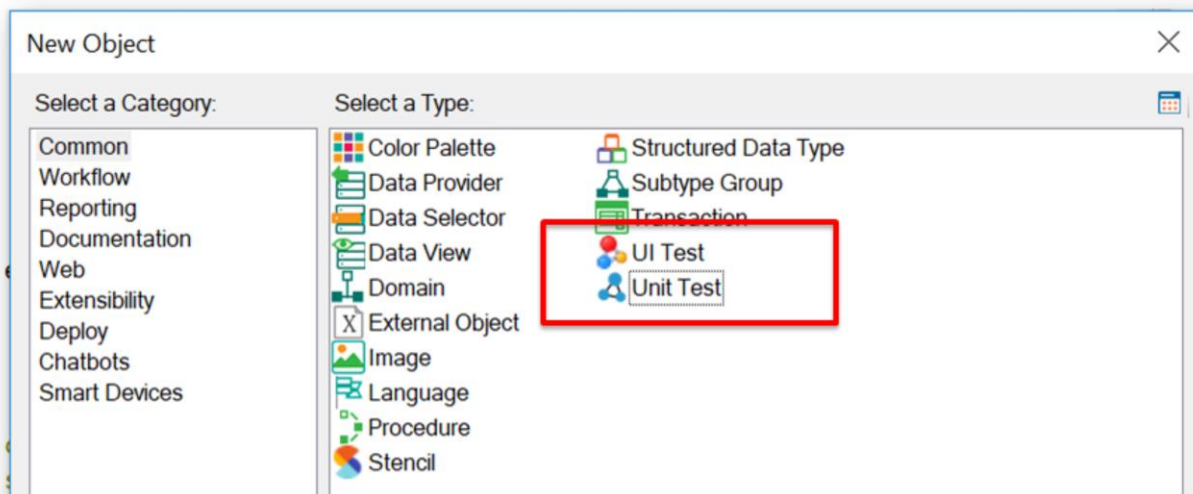 New Object
Select a Category:
Select a Type:
Common
Workflow
Reporting
Documentation
Web
Extensibility
Deploy
Chatbots
Smart Devices
Color Palette
Data Provider
Data Selector
Data View
Domain
External Object
Image
Language
Procedure
Stencil
Structured Data Type
Subtype Group
Transaction
UI Test
Unit Test